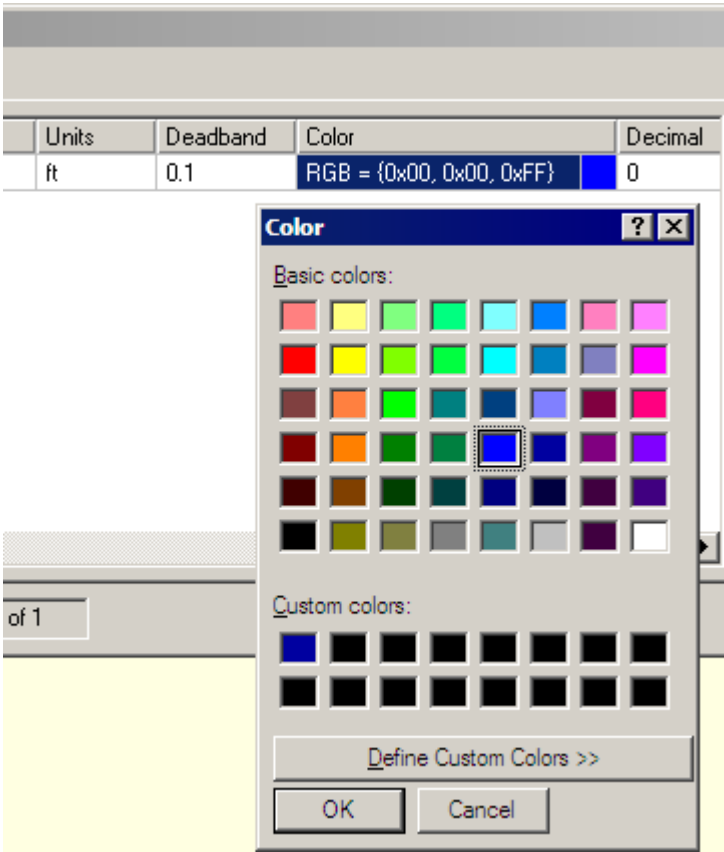 Units Deadband Color Decimal
ft 0.1 RGB = {0x00, 0x00, 0xFF} 0
Color
Basic colors:
of 1
Custom colors:
Define Custom Colors >>
OK Cancel